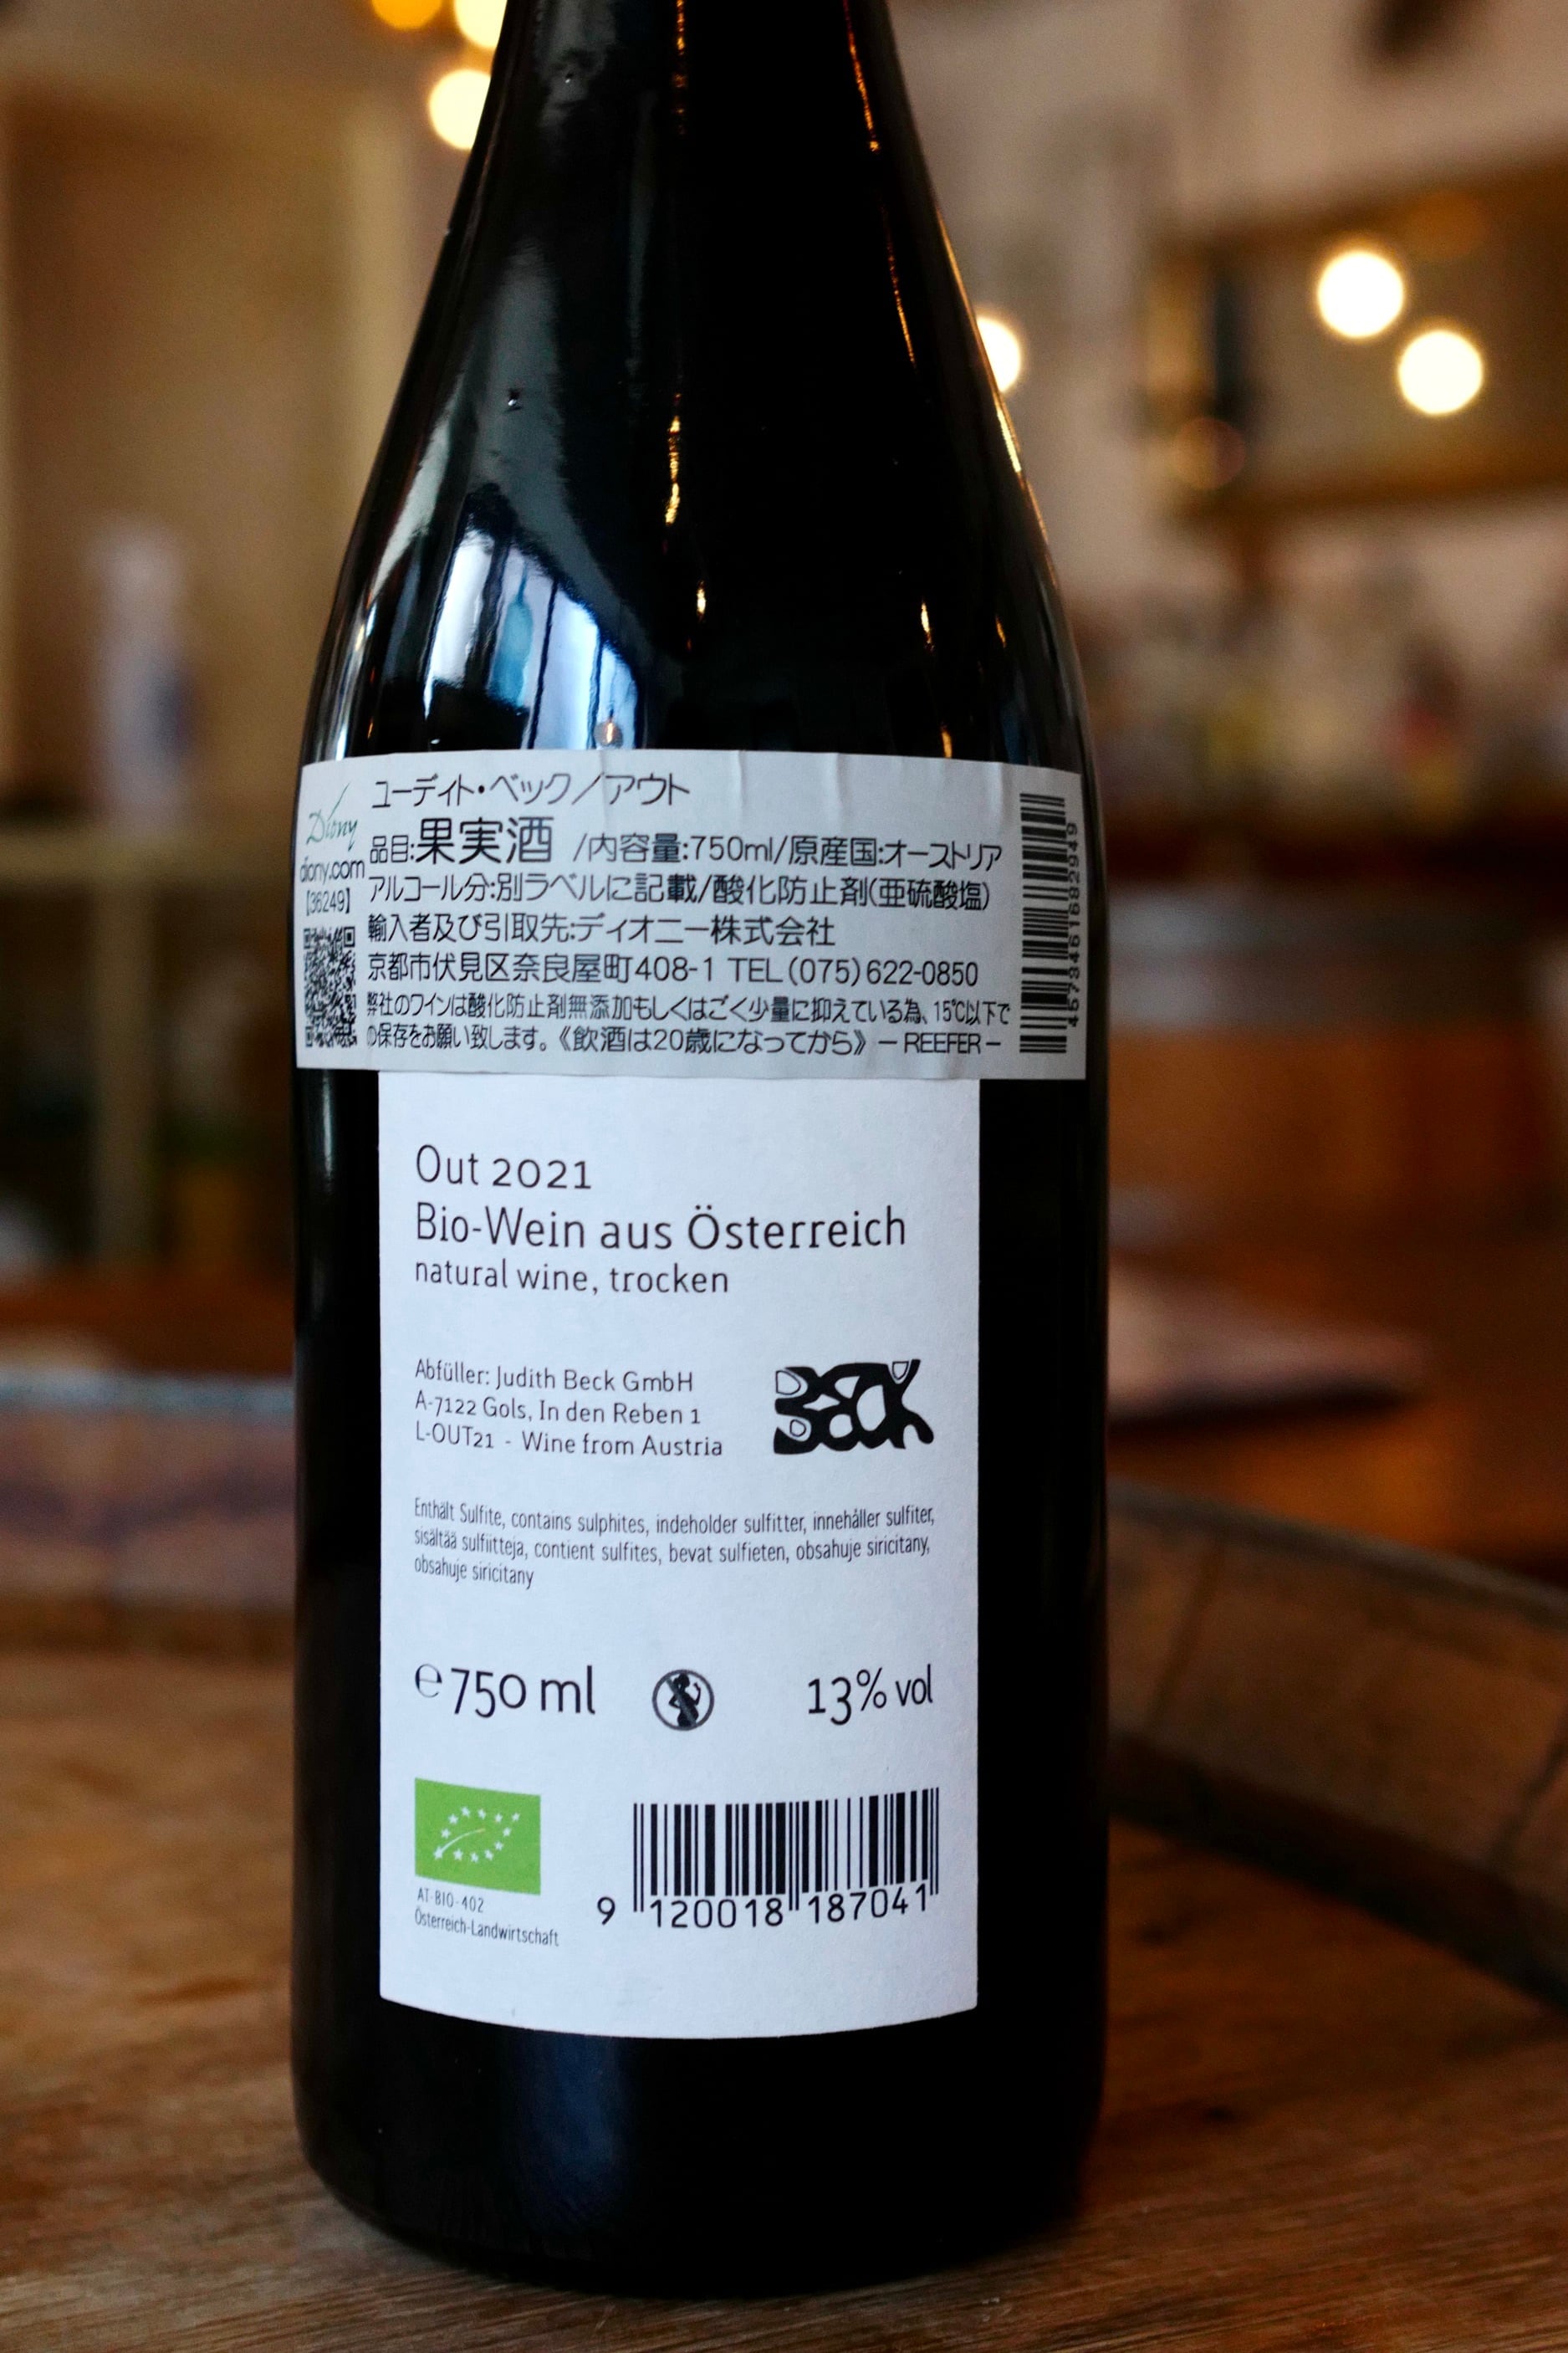 ユーディト・ベック／アウト
Diony
diony.com
[36249]
品目:果実酒 /内容量:750ml/原産国:オーストリア
アルコール分:別ラベルに記載/酸化防止剤(亜硫酸塩)
輸入者及び引取先:ディオニー株式会社
京都市伏見区奈良屋町408-1 TEL(075)622-0850
弊社のワインは酸化防止剤無添加もしくはごく少量に抑えている為、15℃以下で
の保存をお願い致します。《飲酒は20歳になってから》 － REEFER－
Out 2021
Bio-Wein aus Österreich
natural wine, trocken
Abfüller: Judith Beck GmbH
A-7122 Gols, In den Reben 1
L-OUT21 - Wine from Austria
Beck
Enthält Sulfite, contains sulphites, indeholder sulfitter, innehåller sulfiter,
sisältää sulfiitteja, contient sulfites, bevat sulfieten, obsahuje siricitany,
obsahuje siricitany
℮ 750 ml
13% vol
AT-BIO-402
Österreich-Landwirtschaft
9 120018 187041